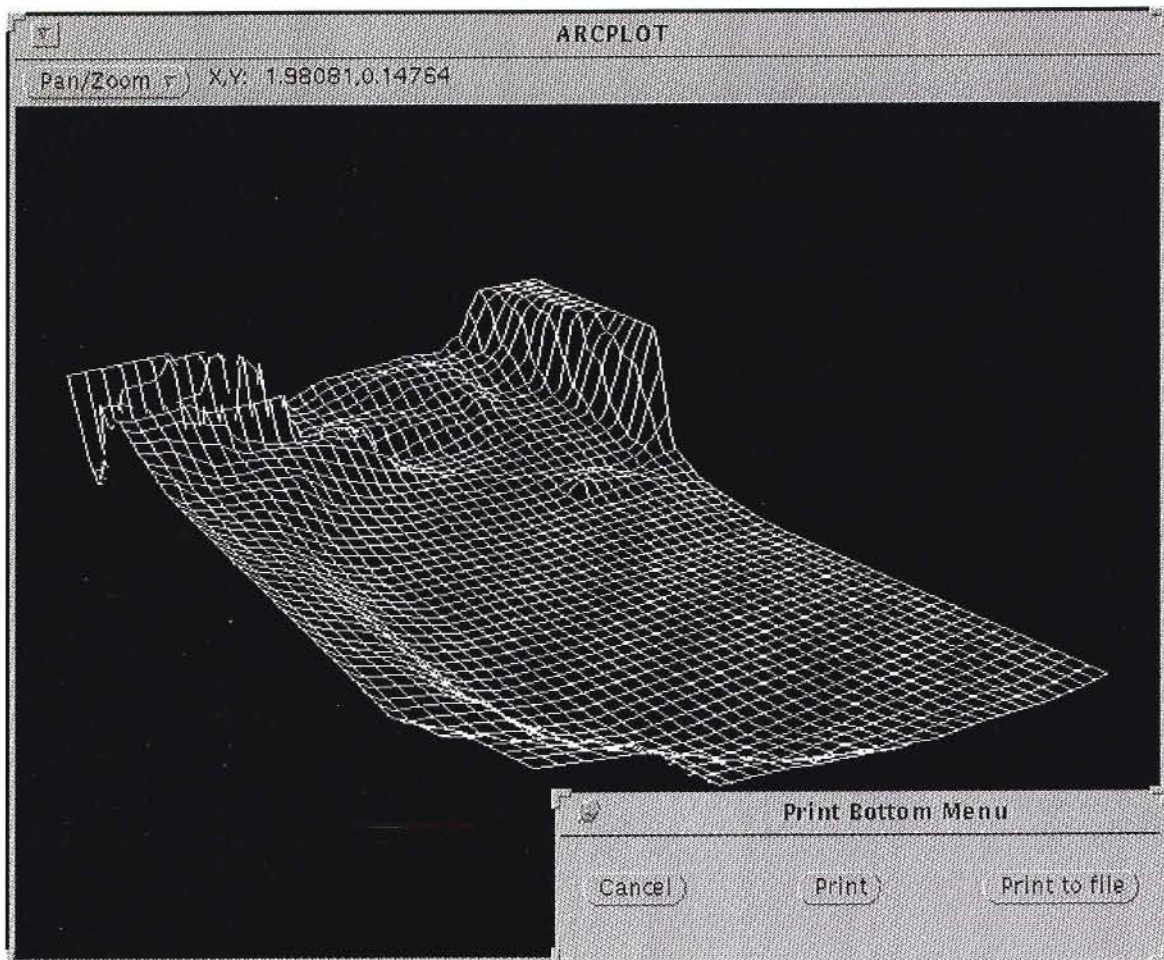 ARCPLOT
Pan/Zoom X,Y: 1.98081,0.14764
Print Bottom Menu
Cancel Print Print to file